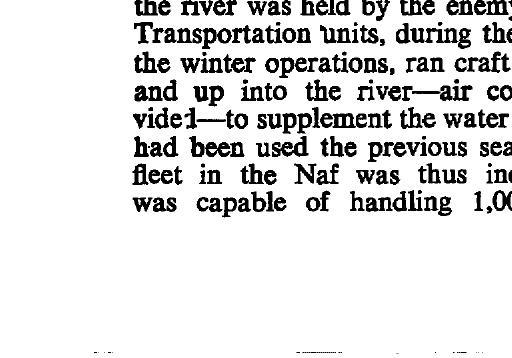 the river was held by the enemy
Transportation Units, during the
the winter operations, ran craft
and up into the river—air co
vided—to supplement the water
had been used the previous sea
fleet in the Naf was thus inc
was capable of handling 1,00